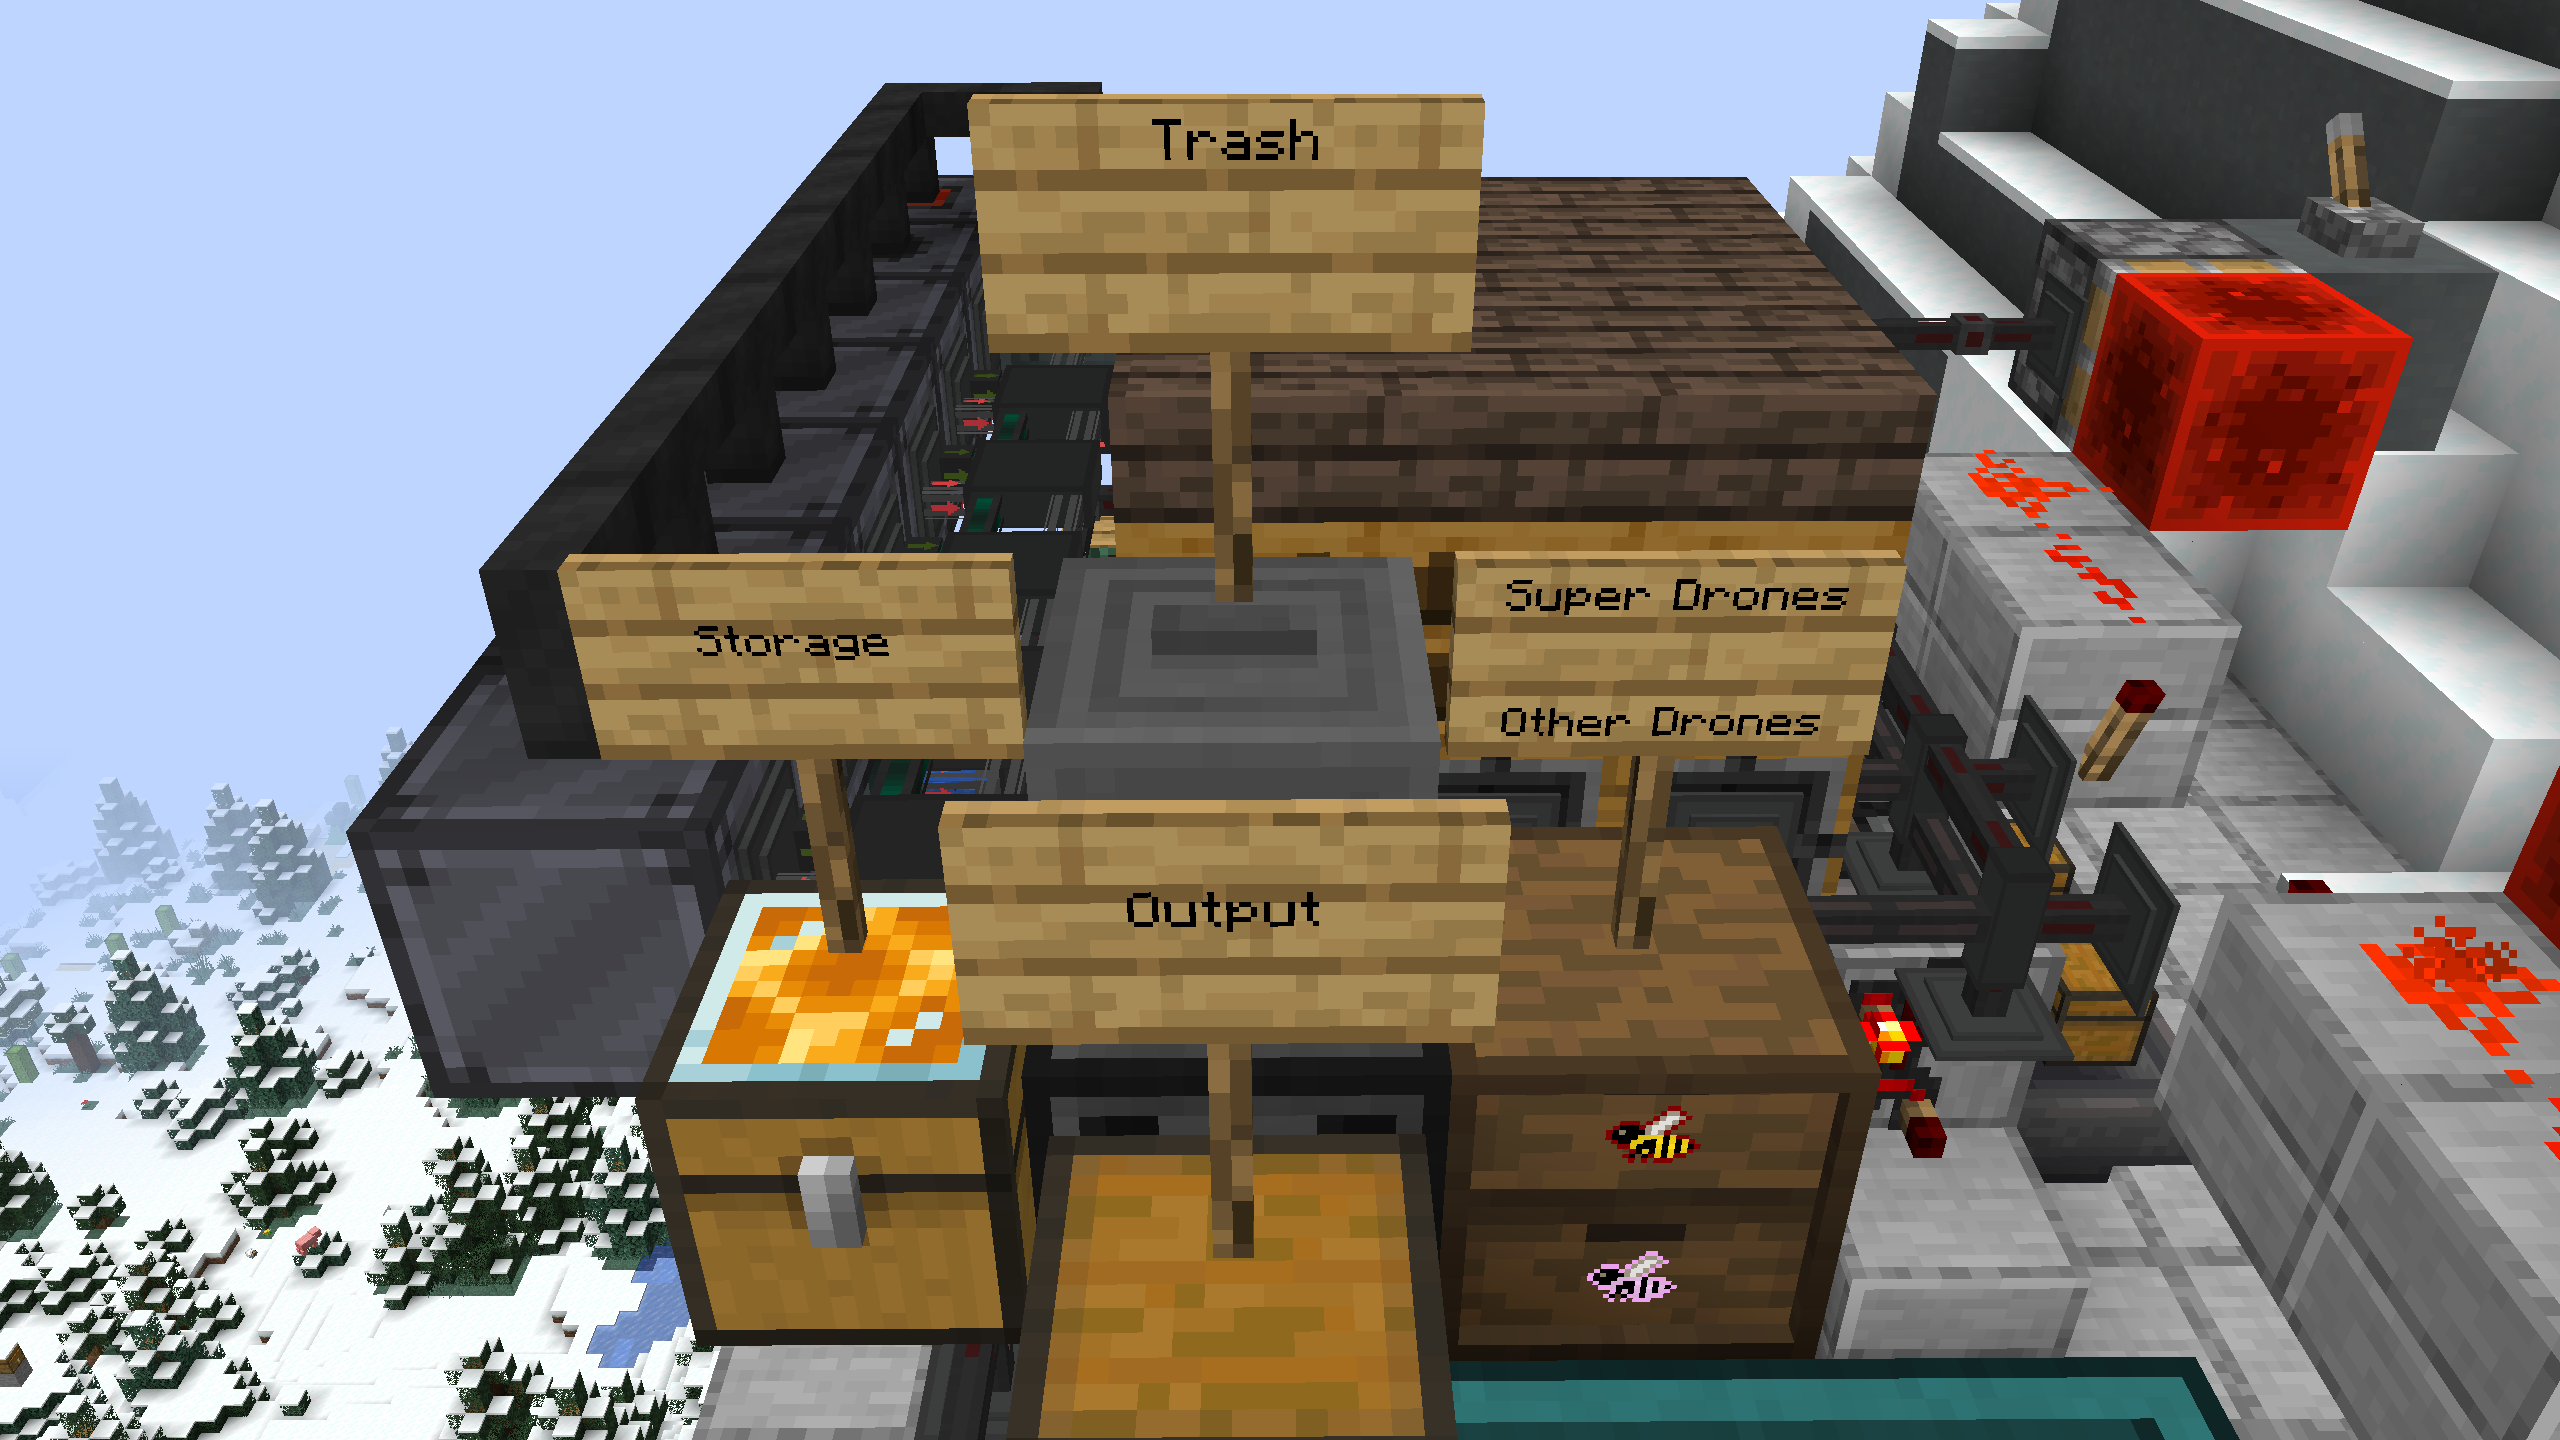 Trash
Storage
Super Drones
Other Drones
Output